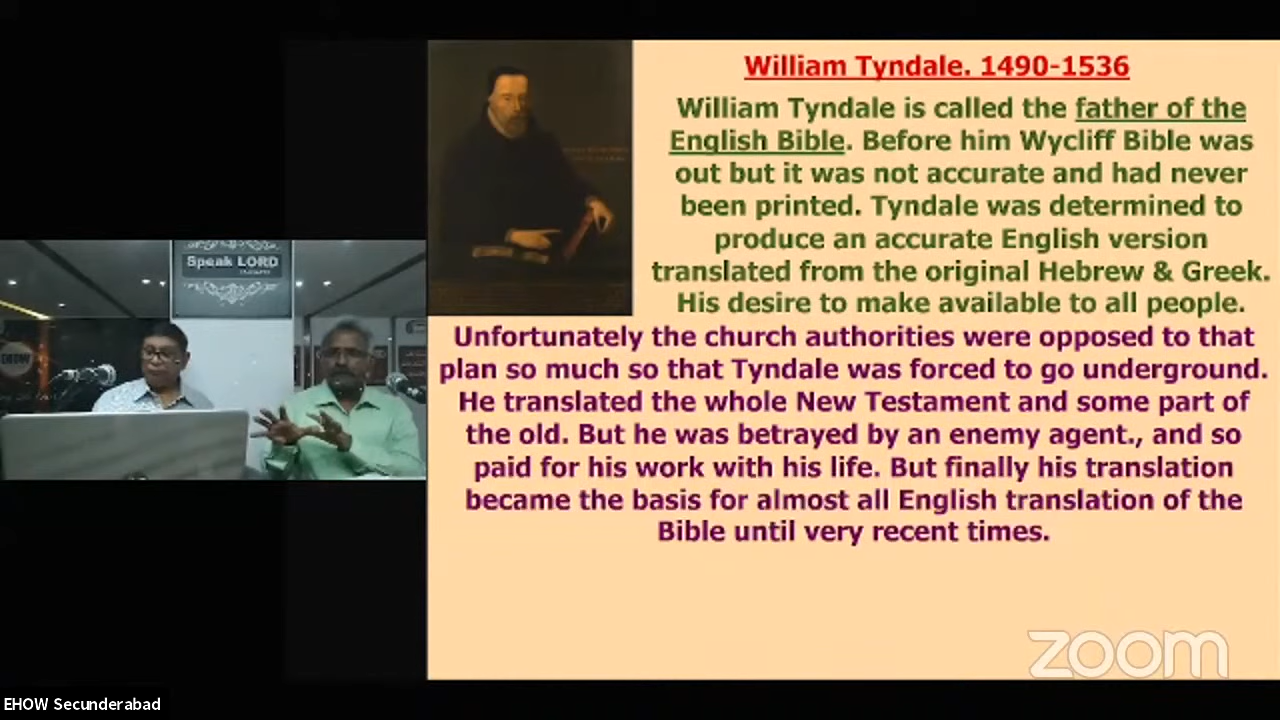 William Tyndale. 1490-1536
William Tyndale is called the father of the
English Bible. Before him Wycliff Bible was
out but it was not accurate and had never
been printed. Tyndale was determined to
produce an accurate English version
translated from the original Hebrew & Greek.
His desire to make available to all people.
Unfortunately the church authorities were opposed to that
plan so much so that Tyndale was forced to go underground.
He translated the whole New Testament and some part of
the old. But he was betrayed by an enemy agent., and so
paid for his work with his life. But finally his translation
became the basis for almost all English translation of the
Bible until very recent times.
Speak LORD
EHOW
zoom
EHOW Secunderabad